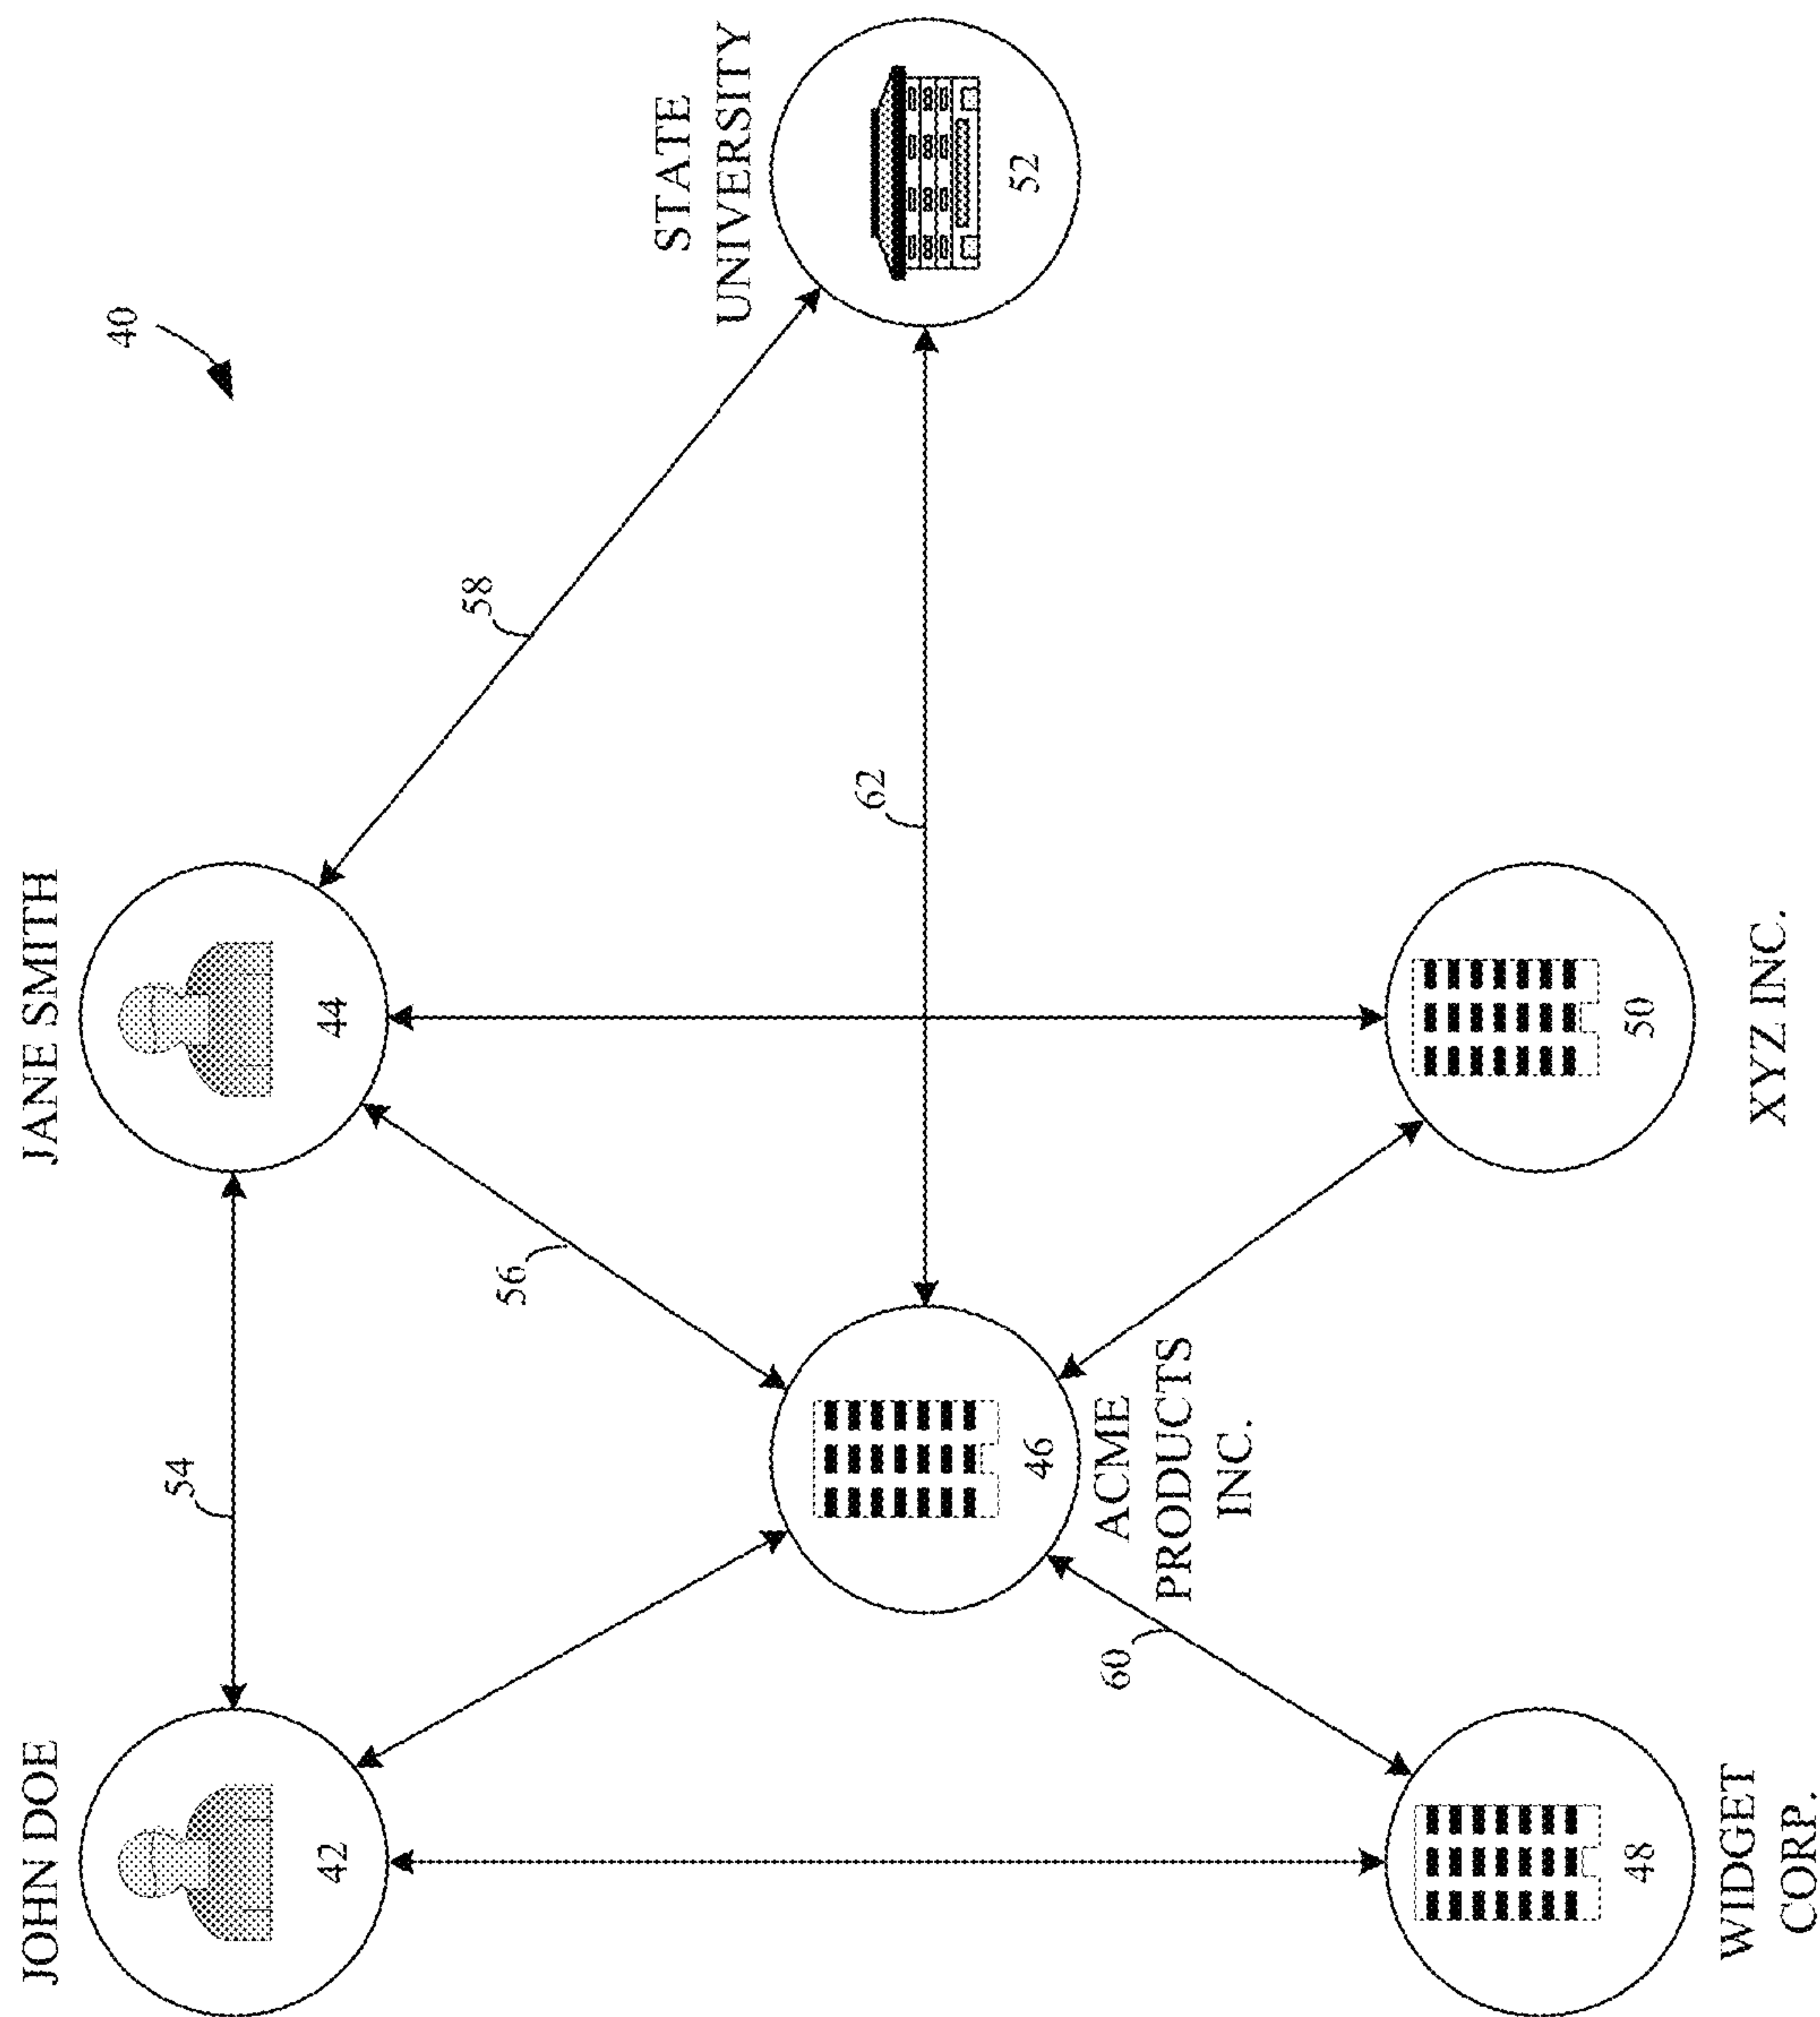 40
JOHN DOE
JANE SMITH
42
54
44
56
58
STATE
UNIVERSITY
52
62
46
ACME
PRODUCTS
INC.
60
48
50
WIDGET
CORP.
XYZ INC.